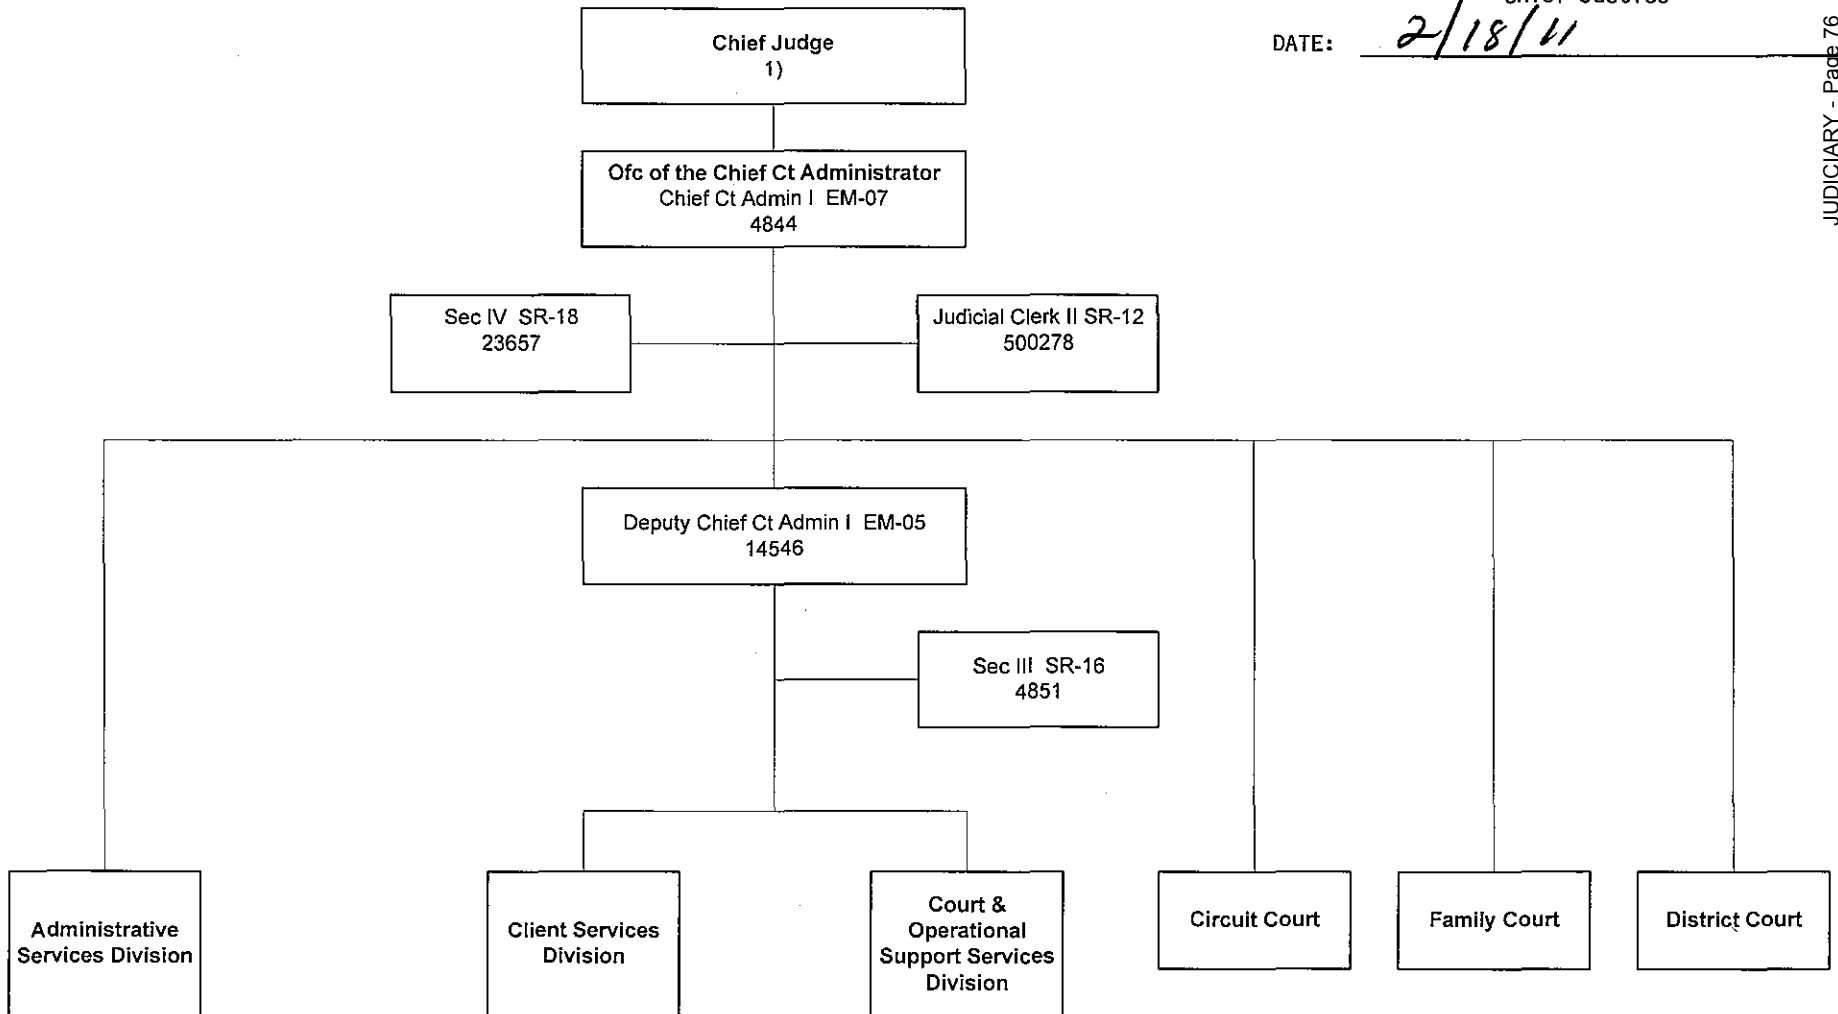 DATE: 2/18/11
JUDICIARY - Page 76
Chief Judge
1)
Ofc of the Chief Ct Administrator
Chief Ct Admin I EM-07
4844
Sec IV SR-18
23657
Judicial Clerk II SR-12
500278
Deputy Chief Ct Admin I EM-05
14546
Sec III SR-16
4851
Administrative
Services Division
Client Services
Division
Court &
Operational
Support Services
Division
Circuit Court
Family Court
District Court